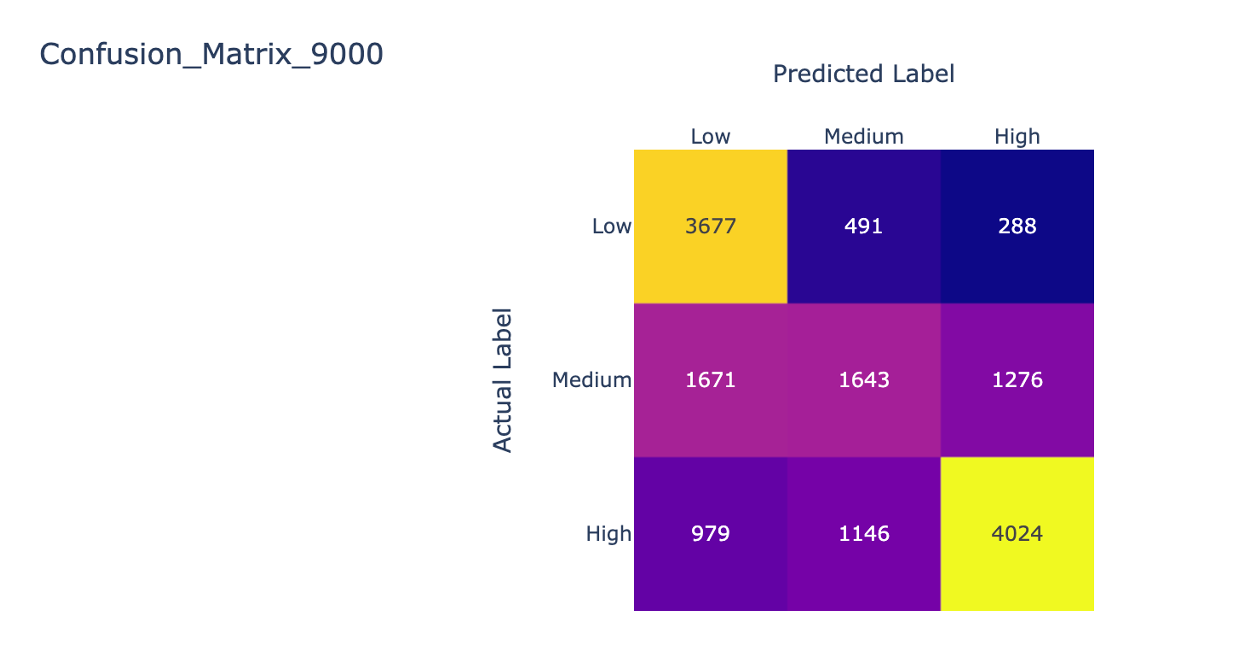 Confusion_Matrix_9000
Predicted Label
Low Medium High
Low 3677 491 288
Actual Label
Medium 1671 1643 1276
High 979 1146 4024